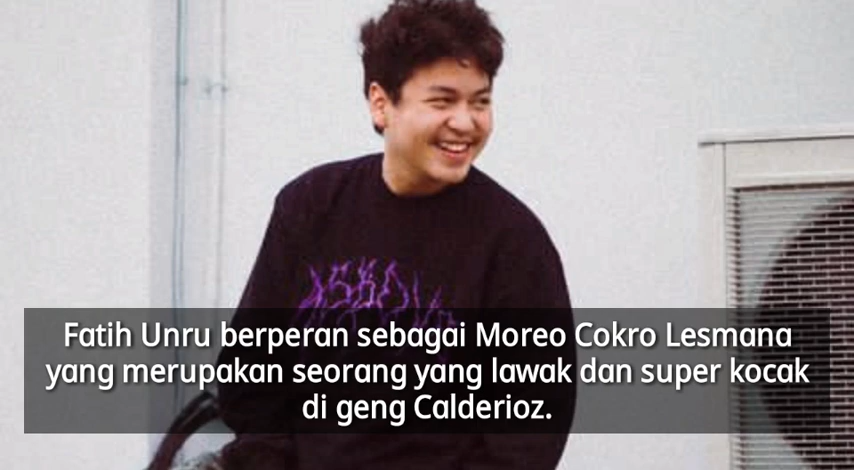 Fatih Unru berperan sebagai Moreo Cokro Lesmana
yang merupakan seorang yang lawak dan super kocak
di geng Calderioz.